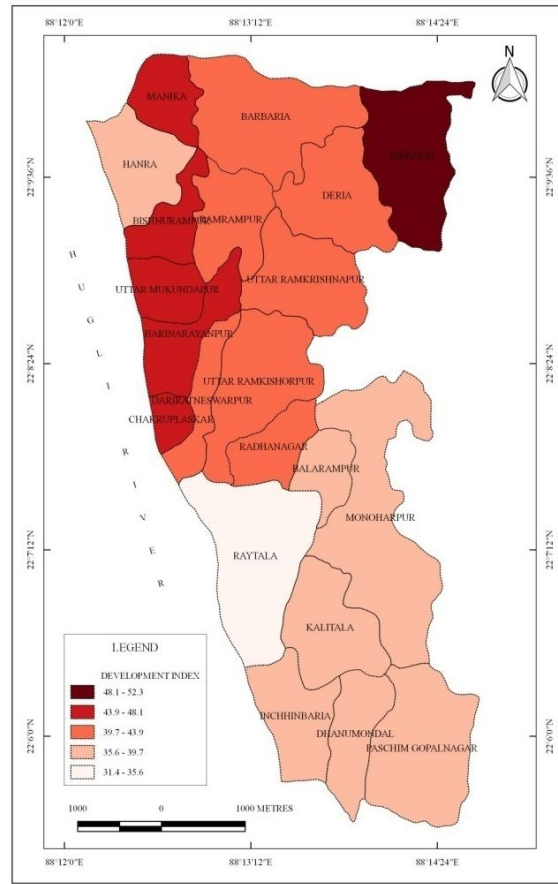 88°12'0"E
88°13'12"E
88°14'24"E
N
MANIKA
BARBARIA
HANRA
22°9'36"N
22°9'36"N
DERIA
BISHNURAMPUR
RAMRAMPUR
UTTAR RAMKRISHNAPUR
UTTAR MUKUNDAPUR
HARINARAYANPUR
22°8'24"N
22°8'24"N
UTTAR RAMKISHORPUR
DARIRATNESWARPUR
CHAKRUPLASKAR
RADHANAGAR
BALARAMPUR
HUGLI RIVER
MONOHARPUR
22°7'12"N
22°7'12"N
RAYTALA
KALITALA
LEGEND
DEVELOPMENT INDEX
48.1 - 52.3
43.9 - 48.1
39.7 - 43.9
35.6 - 39.7
31.4 - 35.6
INCHHINBARIA
DHANUMONDAL
PASCHIM GOPALNAGAR
22°6'0"N
22°6'0"N
1000 0 1000 METRES
88°12'0"E
88°13'12"E
88°14'24"E